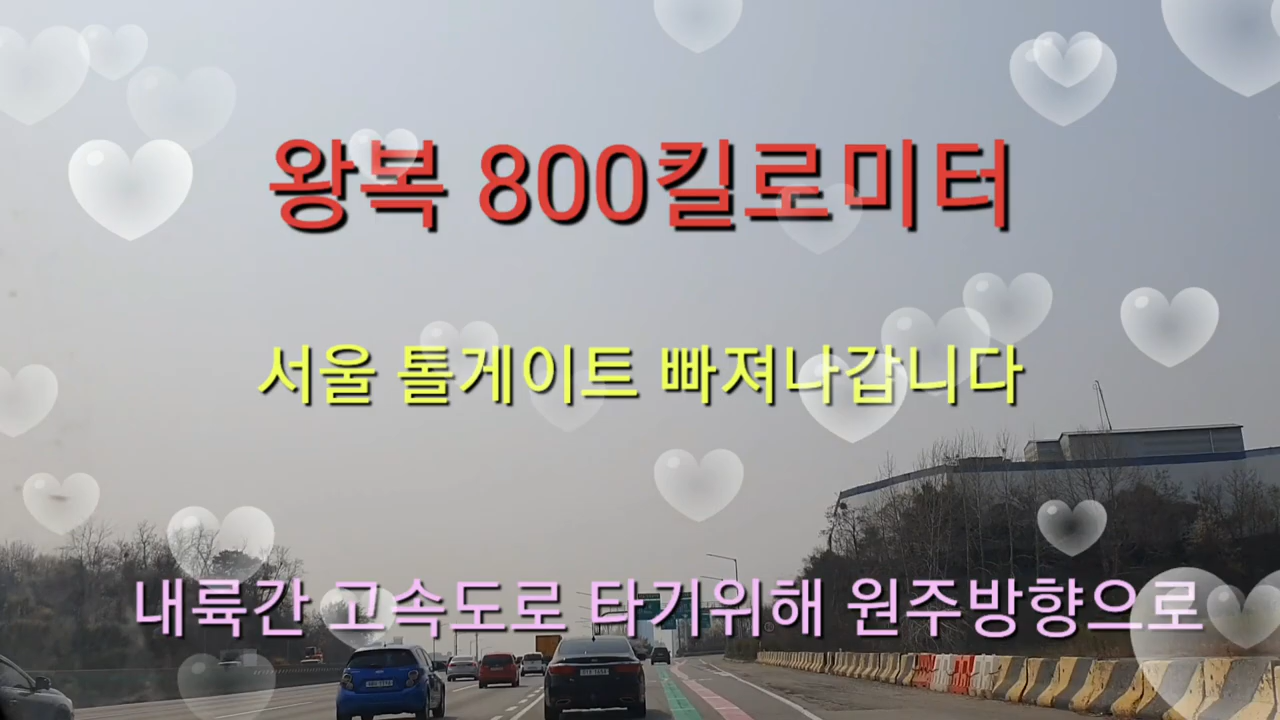 왕복 800킬로미터
서울 톨게이트 빠져나갑니다
내륙간 고속도로 타기위해 원주방향으로